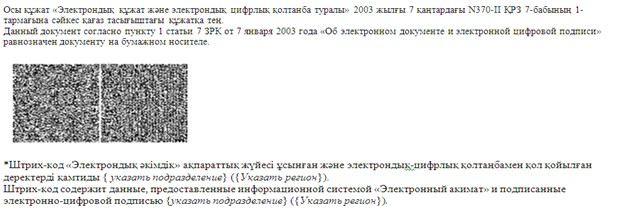 Осы құжат «Электрондық құжат және электрондық цифрлық қолтанба туралы» 2003 жылғы 7 қаңтардағы N370-II ҚРЗ 7-бабының 1-
тармағына сәйкес қағаз тасығыштағы құжатқа тең.
Данный документ согласно пункту 1 статьи 7 ЗРК от 7 января 2003 года «Об электронном документе и электронной цифровой подписи»
равнозначен документу на бумажном носителе.
*Штрих-код «Электрондық әкімдік» ақпараттық жүйесі ұсынған және электрондық-цифрлық қолтаңбамен қол қойылған
деректерді қамтиды { указать подразделение} ({Указать регион}).
Штрих-код содержит данные, предоставленные информационной системой «Электронный акимат» и подписанные
электронно-цифровой подписью {указать подразделение} ({Указать регион}).